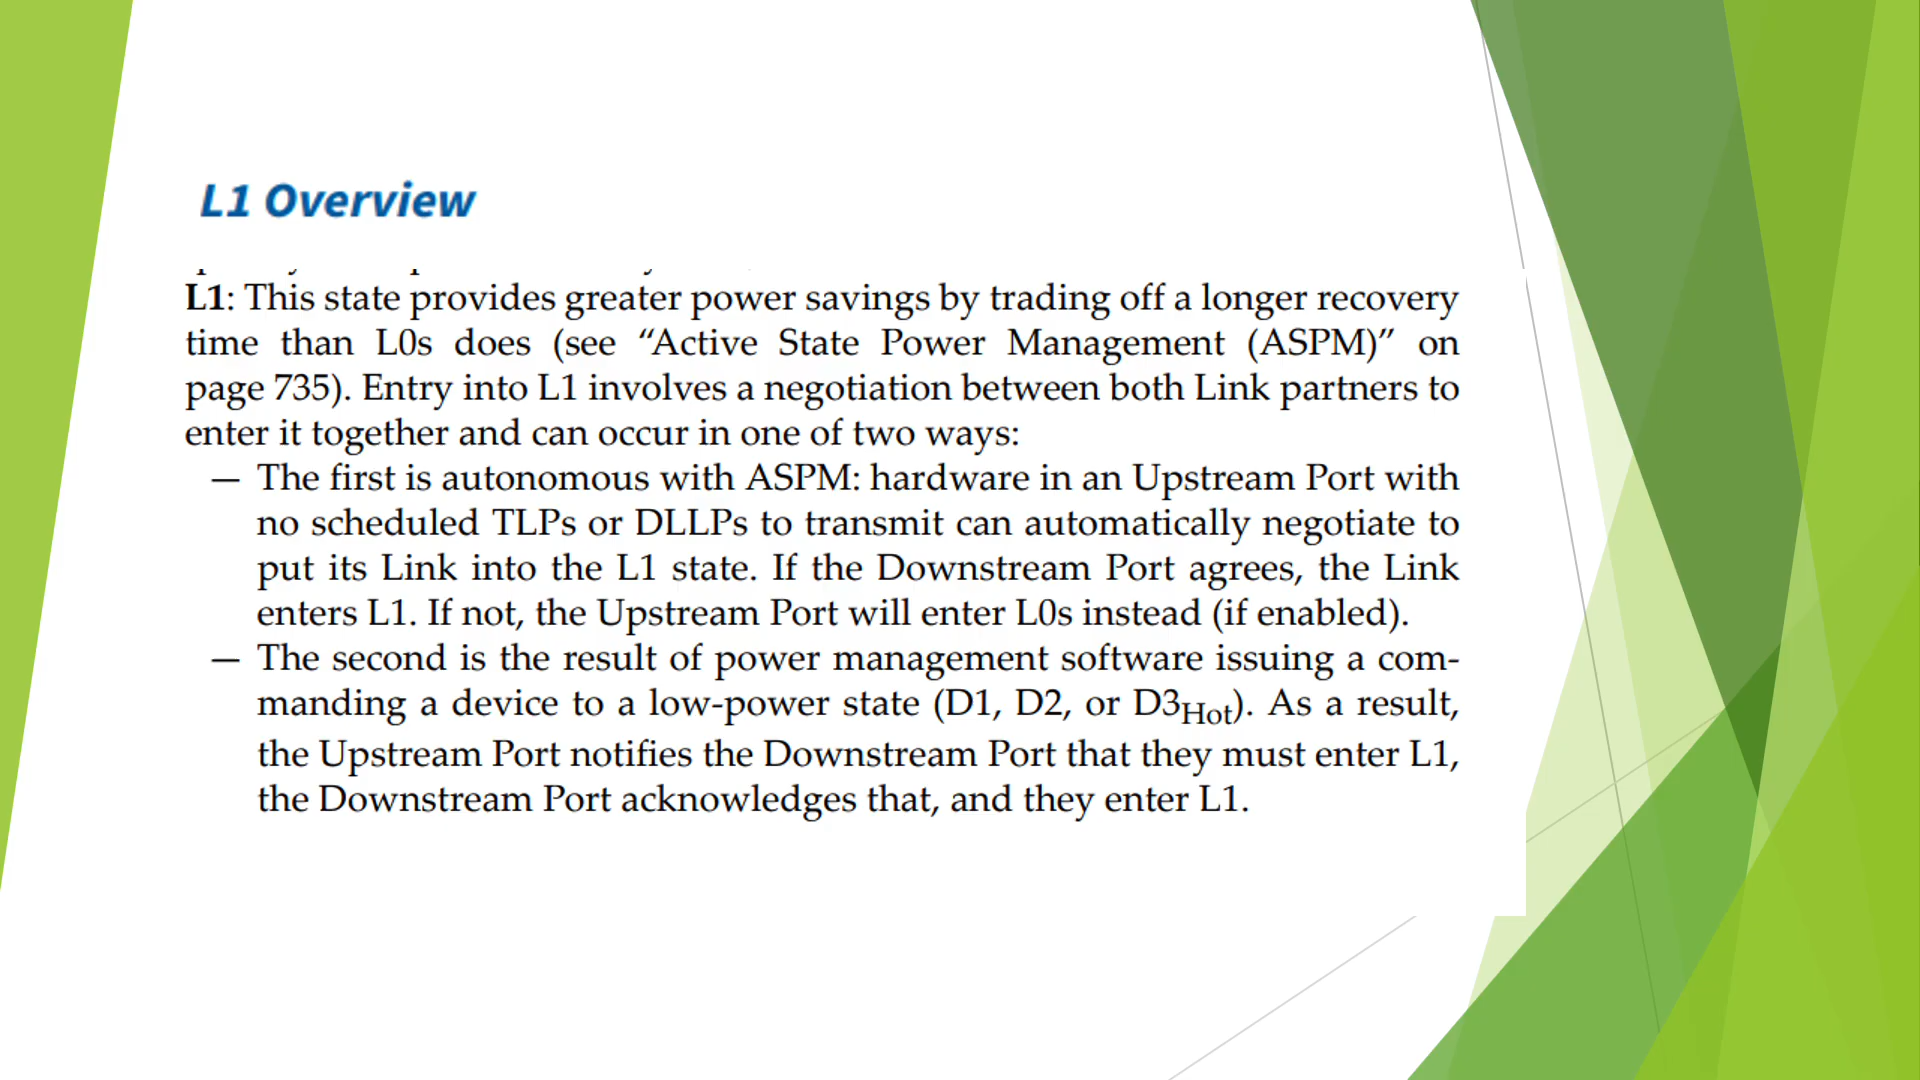 L1 Overview
L1: This state provides greater power savings by trading off a longer recovery
time than L0s does (see “Active State Power Management (ASPM)” on
page 735). Entry into L1 involves a negotiation between both Link partners to
enter it together and can occur in one of two ways:
— The first is autonomous with ASPM: hardware in an Upstream Port with
no scheduled TLPs or DLLPs to transmit can automatically negotiate to
put its Link into the L1 state. If the Downstream Port agrees, the Link
enters L1. If not, the Upstream Port will enter L0s instead (if enabled).
— The second is the result of power management software issuing a com-
manding a device to a low-power state (D1, D2, or D3Hot). As a result,
the Upstream Port notifies the Downstream Port that they must enter L1,
the Downstream Port acknowledges that, and they enter L1.